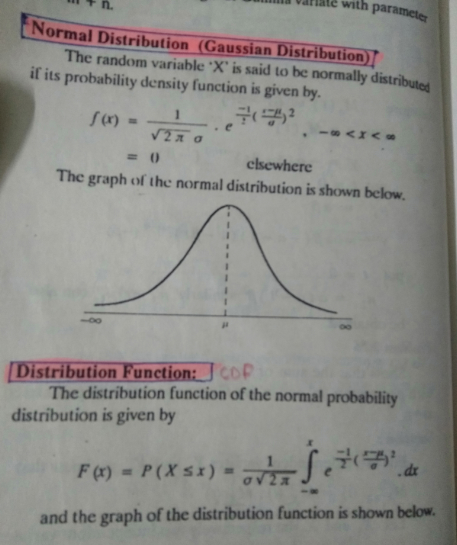 m + n.
variate with parameter
Normal Distribution (Gaussian Distribution)
The random variable 'X' is said to be normally distributed
if its probability density function is given by.
f(x) = 1/(√2π σ) . e^(-1/2 ((x-μ)/σ)^2) , -∞ < x < ∞
= 0 elsewhere
The graph of the normal distribution is shown below.
-∞ μ ∞
Distribution Function: CDF
The distribution function of the normal probability
distribution is given by
F(x) = P(X ≤ x) = 1/(σ√2π) ∫_{-∞}^{x} e^(-1/2 ((x-μ)/σ)^2) . dx
and the graph of the distribution function is shown below.